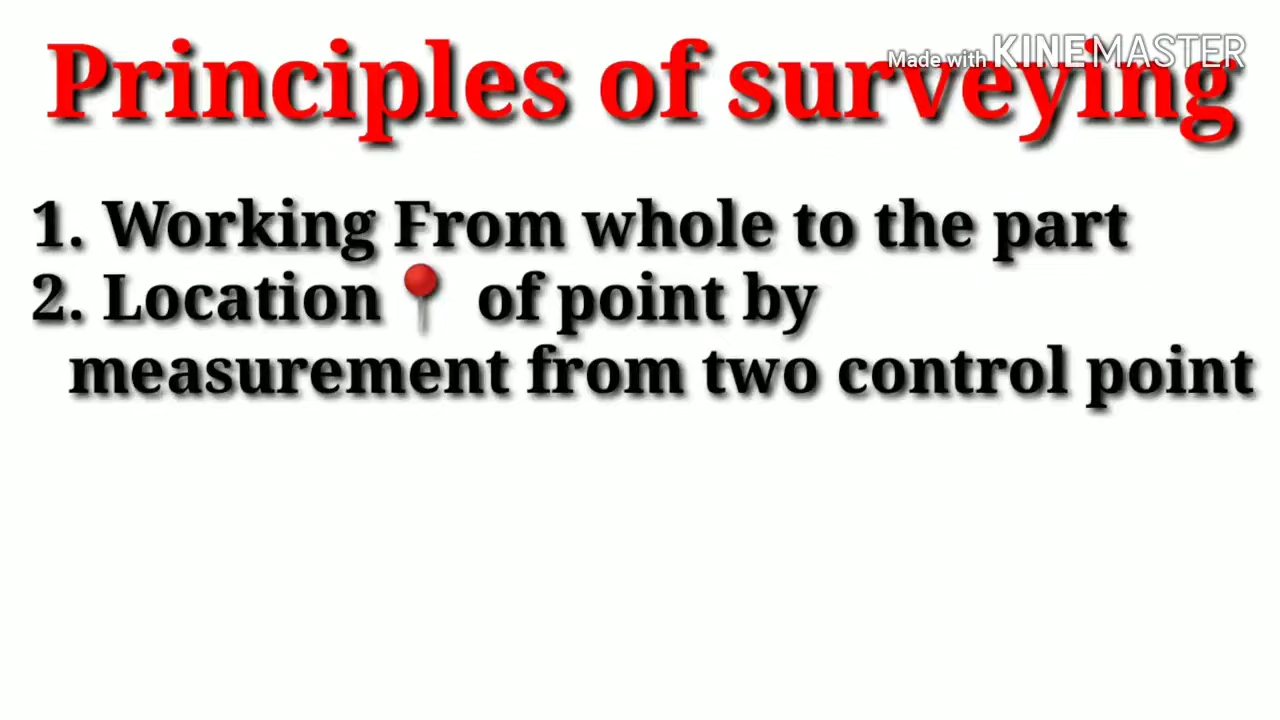 Principles of surveying
Made with KINEMASTER
1. Working From whole to the part
2. Location📍 of point by
measurement from two control point